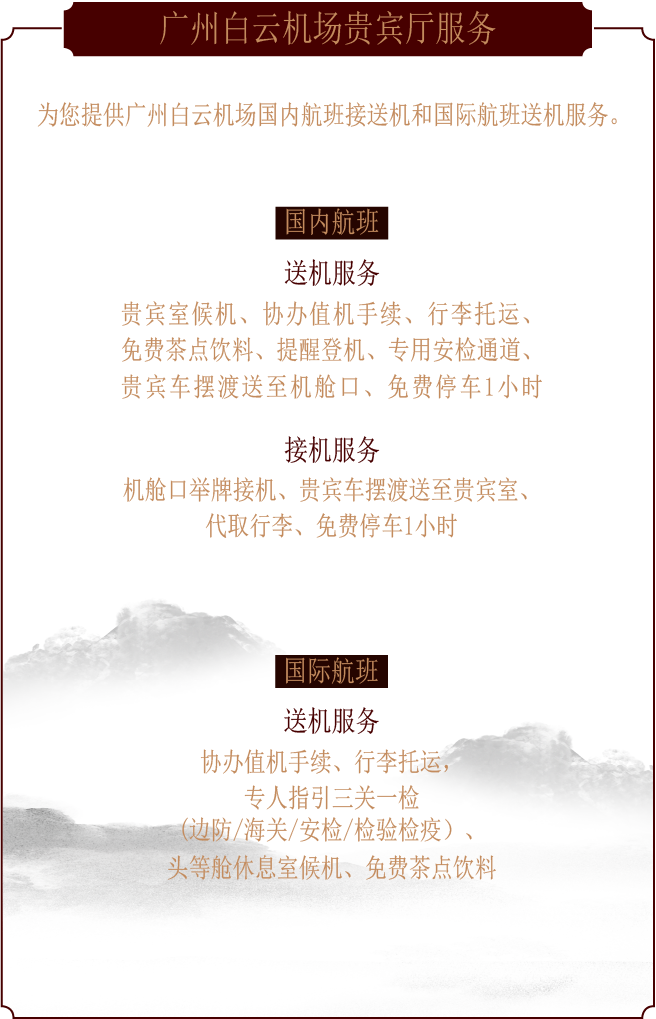 广州白云机场贵宾厅服务
为您提供广州白云机场国内航班接送机和国际航班送机服务。
国内航班
送机服务
贵宾室候机、协办值机手续、行李托运、
免费茶点饮料、提醒登机、专用安检通道、
贵宾车摆渡送至机舱口、免费停车1小时
接机服务
机舱口举牌接机、贵宾车摆渡送至贵宾室、
代取行李、免费停车1小时
国际航班
送机服务
协办值机手续、行李托运，
专人指引三关一检
（边防/海关/安检/检验检疫）、
头等舱休息室候机、免费茶点饮料